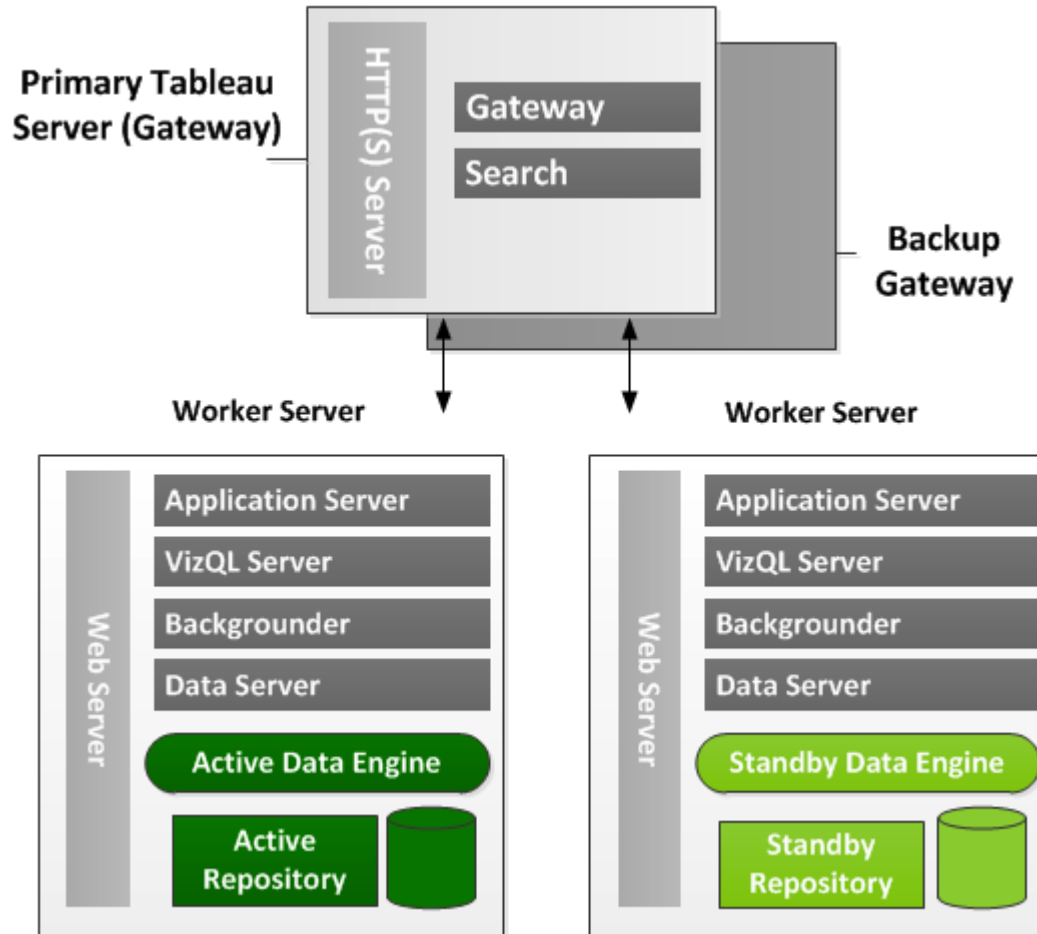 Primary Tableau
Server (Gateway)
HTTP(S) Server
Gateway
Search
Backup
Gateway
Worker Server
Web Server
Application Server
VizQL Server
Backgrounder
Data Server
Active Data Engine
Active
Repository
Worker Server
Web Server
Application Server
VizQL Server
Backgrounder
Data Server
Standby Data Engine
Standby
Repository